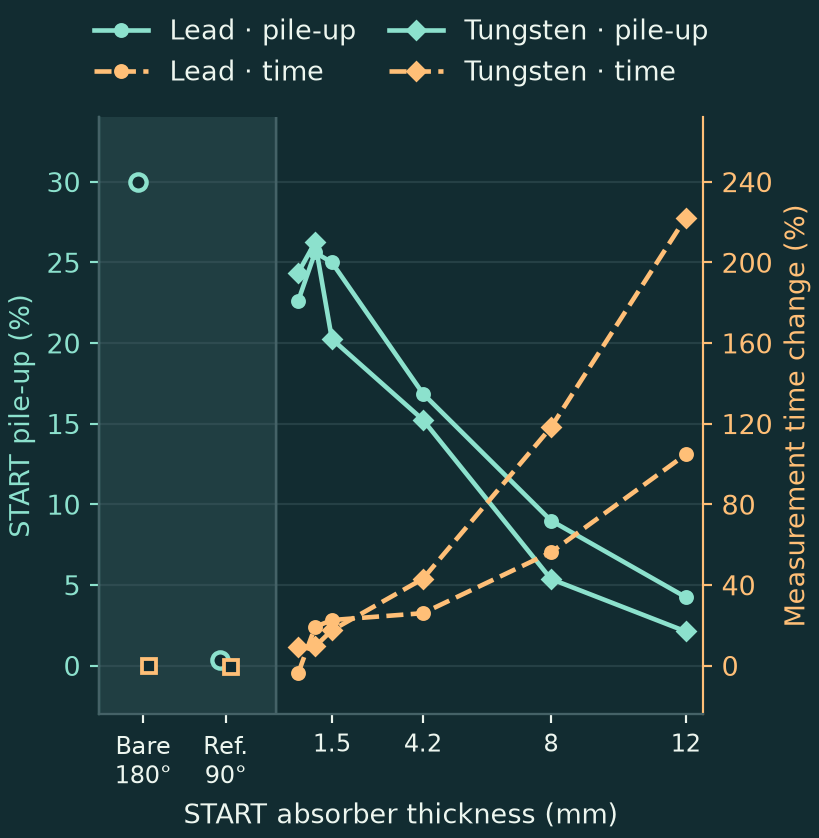 Lead · pile-up
Tungsten · pile-up
Lead · time
Tungsten · time
START pile-up (%)
30
25
20
15
10
5
0
240
200
160
120
80
40
0
Measurement time change (%)
Bare
180°
Ref.
90°
1.5
4.2
8
12
START absorber thickness (mm)